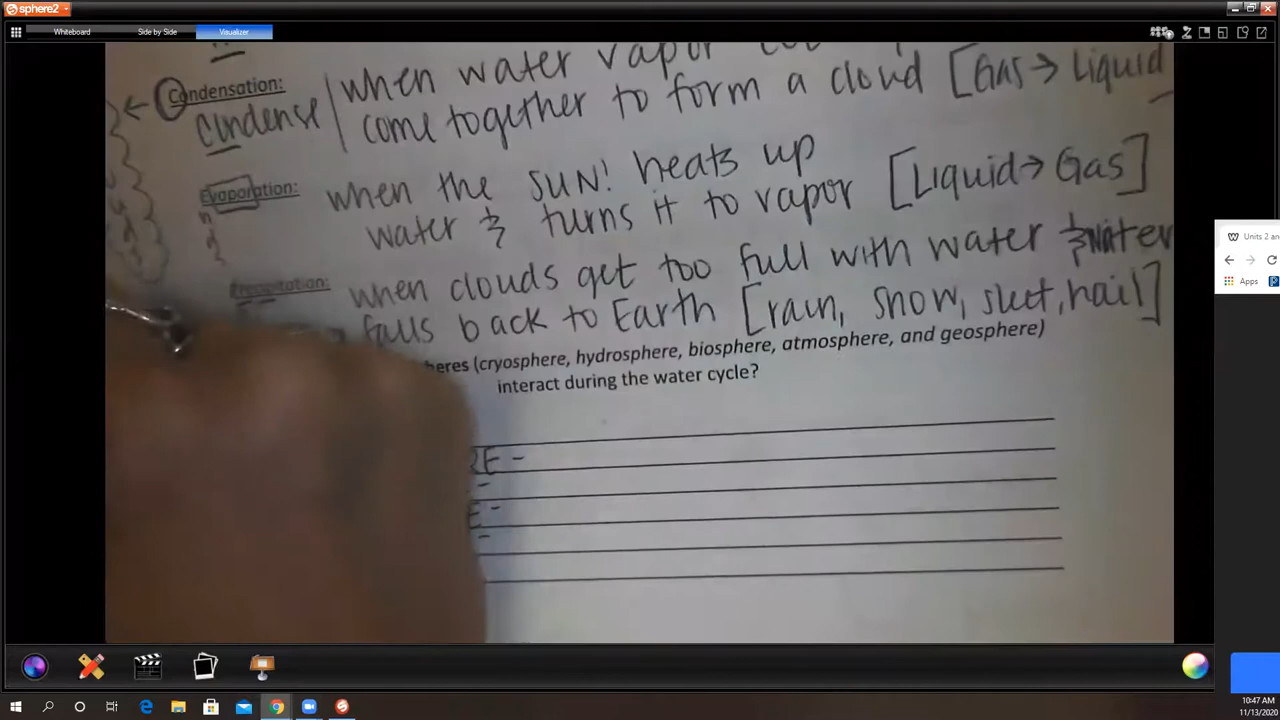 sphere2
Whiteboard Side by Side Visualizer
Condensation: when water vapor
condense come together to form a cloud [Gas → Liquid
Evaporation: when the SUN! heats up
water & turns it to vapor [Liquid → Gas]
Precipitation: when clouds get too full with water & water
falls back to Earth [rain, snow, sleet, hail]
(cryosphere, hydrosphere, biosphere, atmosphere, and geosphere)
interact during the water cycle?
RE -
-
E -
-
Units 2 an
Apps
10:47 AM
11/13/2020